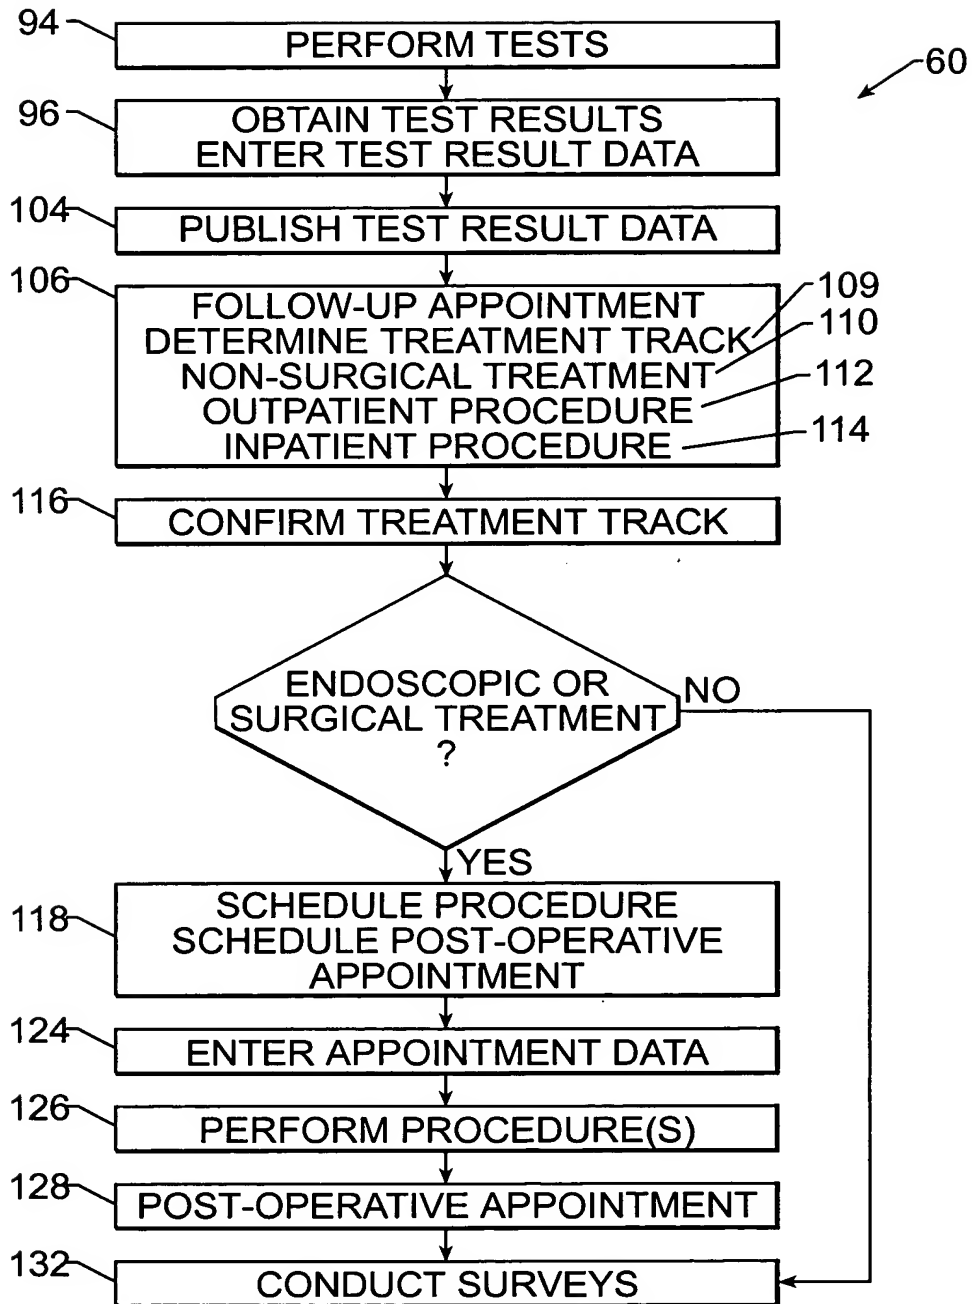 94
PERFORM TESTS
60
96
OBTAIN TEST RESULTS
ENTER TEST RESULT DATA
104
PUBLISH TEST RESULT DATA
106
FOLLOW-UP APPOINTMENT
109
DETERMINE TREATMENT TRACK
110
NON-SURGICAL TREATMENT
112
OUTPATIENT PROCEDURE
114
INPATIENT PROCEDURE
116
CONFIRM TREATMENT TRACK
ENDOSCOPIC OR
SURGICAL TREATMENT
?
NO
YES
118
SCHEDULE PROCEDURE
SCHEDULE POST-OPERATIVE
APPOINTMENT
124
ENTER APPOINTMENT DATA
126
PERFORM PROCEDURE(S)
128
POST-OPERATIVE APPOINTMENT
132
CONDUCT SURVEYS